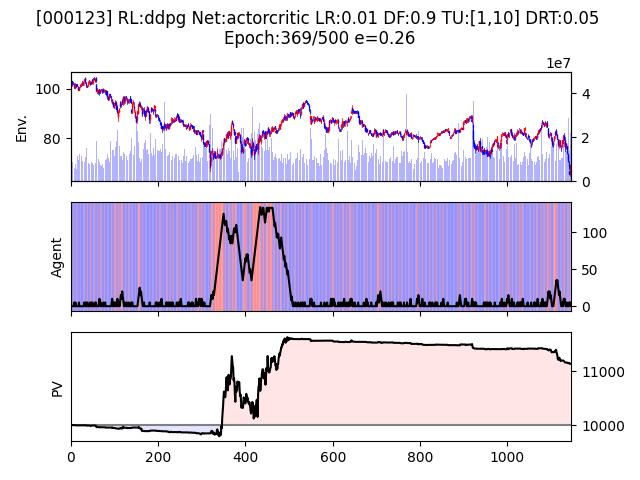 [000123] RL:ddpg Net:actorcritic LR:0.01 DF:0.9 TU:[1,10] DRT:0.05
Epoch:369/500 e=0.26
1e7
100
80
Env.
4
2
0
Agent
100
50
0
PV
11000
10000
0 200 400 600 800 1000